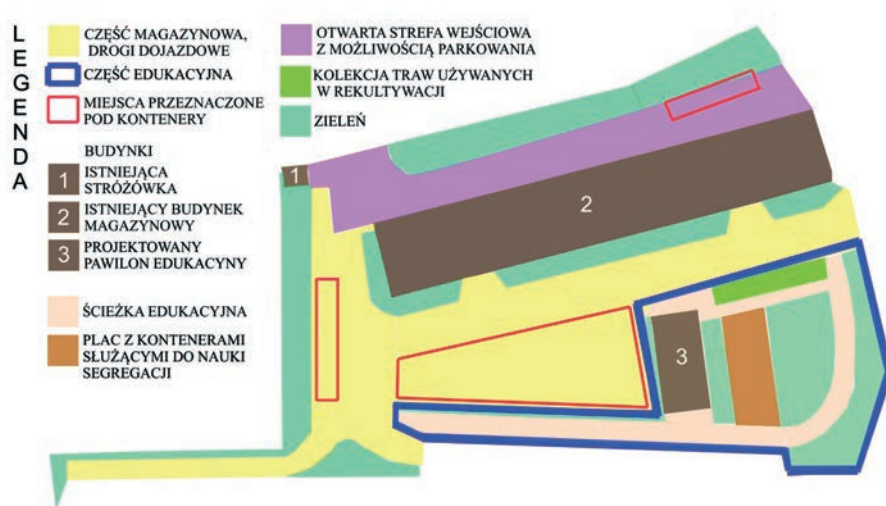 LEGENDA
CZĘŚĆ MAGAZYNOWA,
DROGI DOJAZDOWE
CZĘŚĆ EDUKACYJNA
MIEJSCA PRZEZNACZONE
POD KONTENERY
BUDYNKI
1 ISTNIEJĄCA
STRÓŻÓWKA
2 ISTNIEJĄCY BUDYNEK
MAGAZYNOWY
3 PROJEKTOWANY
PAWILON EDUKACYNY
ŚCIEŻKA EDUKACYJNA
PLAC Z KONTENERAMI
SŁUŻĄCYMI DO NAUKI
SEGREGACJI
OTWARTA STREFA WEJŚCIOWA
Z MOŻLIWOŚCIĄ PARKOWANIA
KOLEKCJA TRAW UŻYWANYCH
W REKULTYWACJI
ZIELEŃ
1
2
3